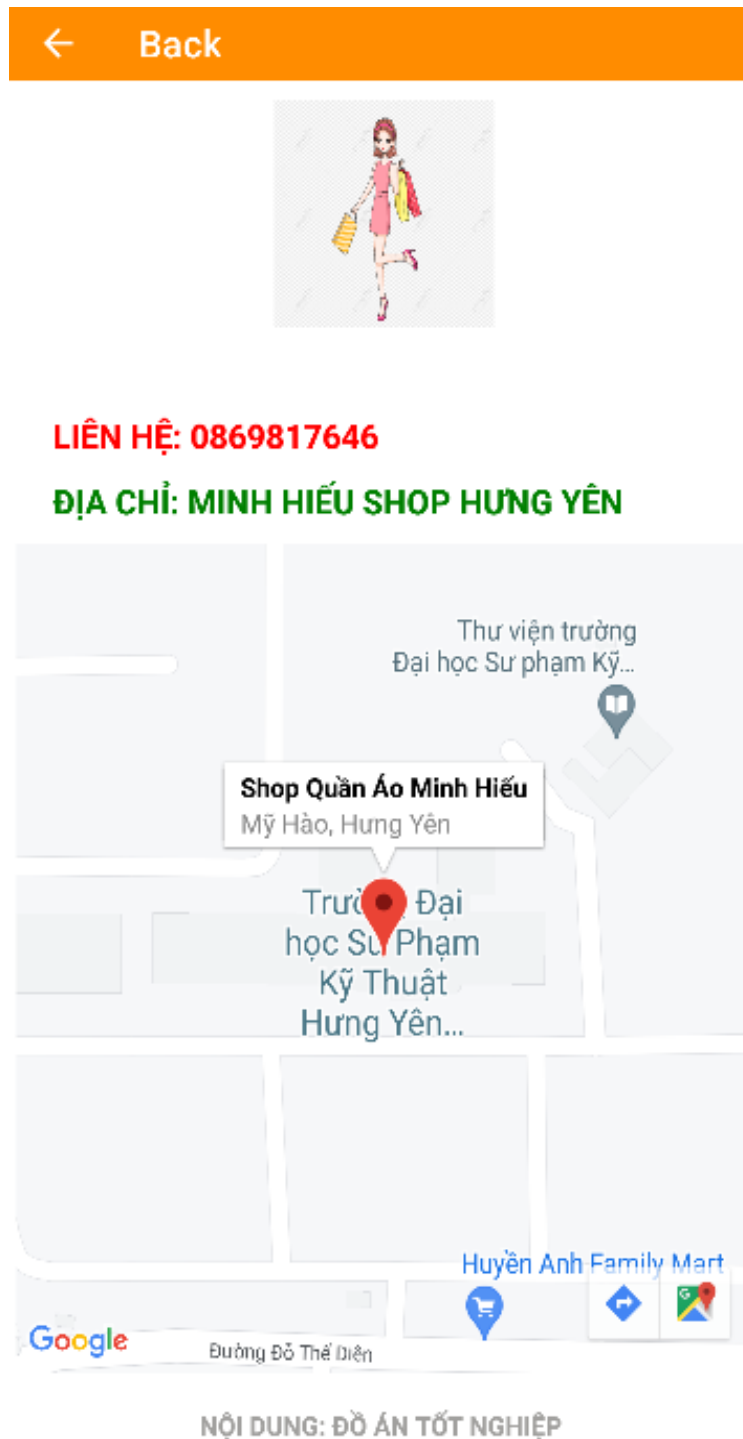 Back
LIÊN HỆ: 0869817646
ĐỊA CHỈ: MINH HIẾU SHOP HƯNG YÊN
Thư viện trường
Đại học Sư phạm Kỹ...
Shop Quần Áo Minh Hiếu
Mỹ Hào, Hưng Yên
Đại
học Sư Phạm
Kỹ Thuật
Hưng Yên...
Huyền Anh Family Mart
Google
Đường Đỗ Thế Diên
NỘI DUNG: ĐỒ ÁN TỐT NGHIỆP